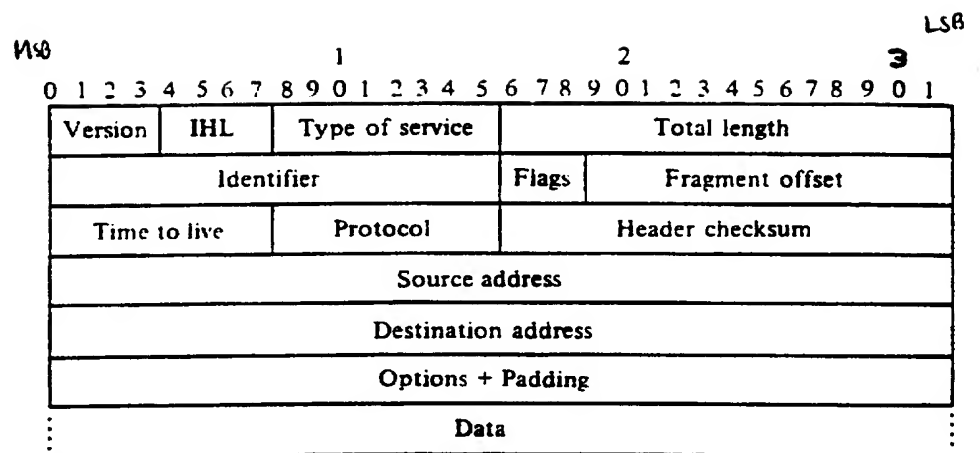 LSB
MSB
1 2 3
0 1 2 3 4 5 6 7 8 9 0 1 2 3 4 5 6 7 8 9 0 1 2 3 4 5 6 7 8 9 0 1
Version IHL Type of service Total length
Identifier Flags Fragment offset
Time to live Protocol Header checksum
Source address
Destination address
Options + Padding
Data